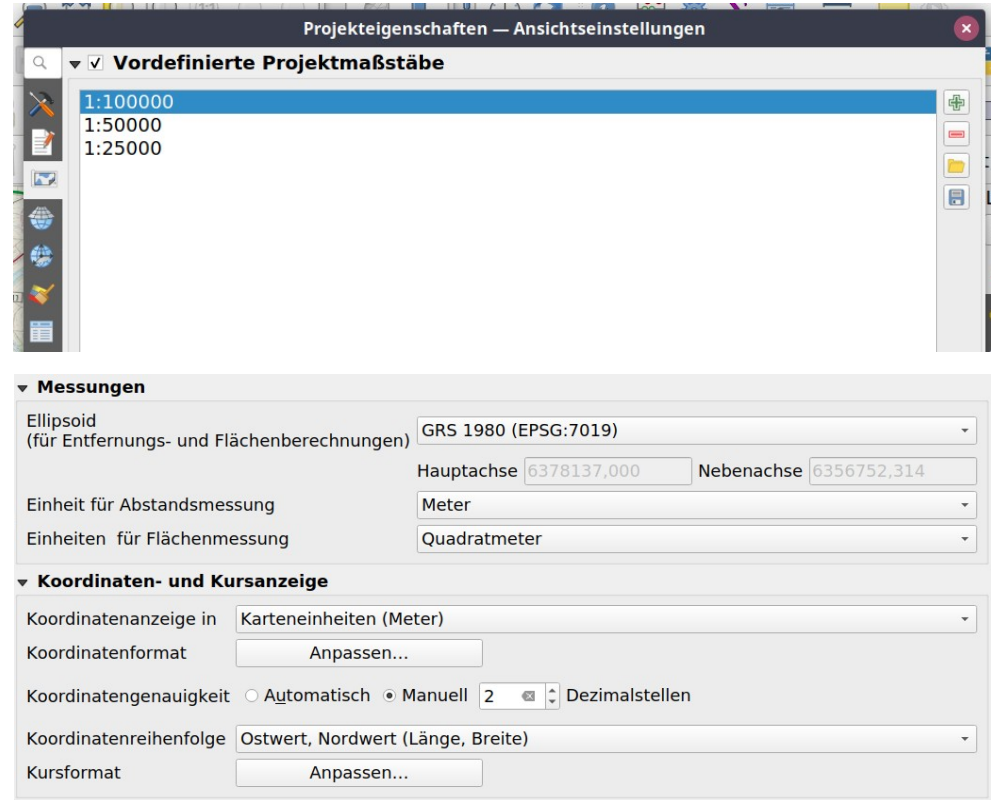 Projekteigenschaften — Ansichtseinstellungen
Vordefinierte Projektmaßstäbe
1:100000
1:50000
1:25000
Messungen
Ellipsoid
(für Entfernungs- und Flächenberechnungen) GRS 1980 (EPSG:7019)
Hauptachse 6378137,000 Nebenachse 6356752,314
Einheit für Abstandsmessung Meter
Einheiten für Flächenmessung Quadratmeter
Koordinaten- und Kursanzeige
Koordinatenanzeige in Karteneinheiten (Meter)
Koordinatenformat Anpassen...
Koordinatengenauigkeit Automatisch Manuell 2 Dezimalstellen
Koordinatenreihenfolge Ostwert, Nordwert (Länge, Breite)
Kursformat Anpassen...